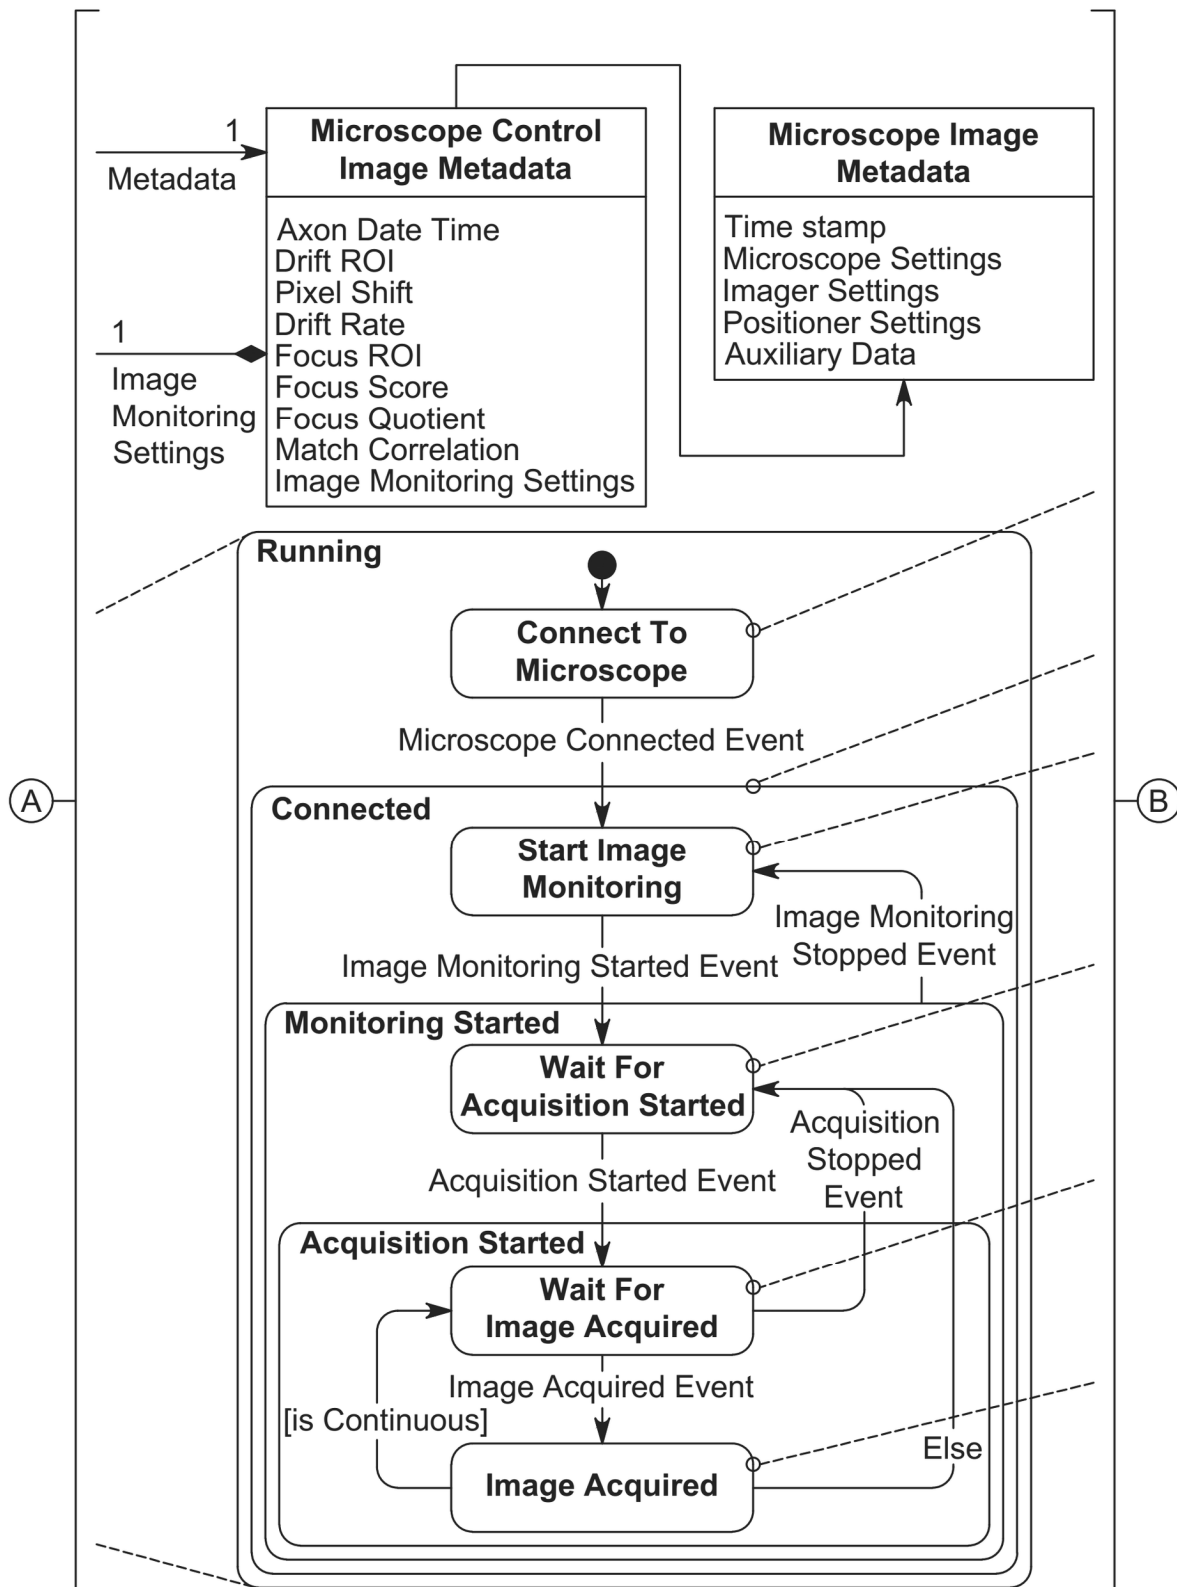 Microscope Control
Image Metadata
Microscope Image
Metadata
1
Metadata
Axon Date Time
Drift ROI
Pixel Shift
Drift Rate
Focus ROI
Focus Score
Focus Quotient
Match Correlation
Image Monitoring Settings
Time stamp
Microscope Settings
Imager Settings
Positioner Settings
Auxiliary Data
1
Image
Monitoring
Settings
Running
Connect To
Microscope
Microscope Connected Event
A
B
Connected
Start Image
Monitoring
Image Monitoring
Stopped Event
Image Monitoring Started Event
Monitoring Started
Wait For
Acquisition Started
Acquisition
Stopped
Event
Acquisition Started Event
Acquisition Started
Wait For
Image Acquired
Image Acquired Event
[is Continuous]
Else
Image Acquired